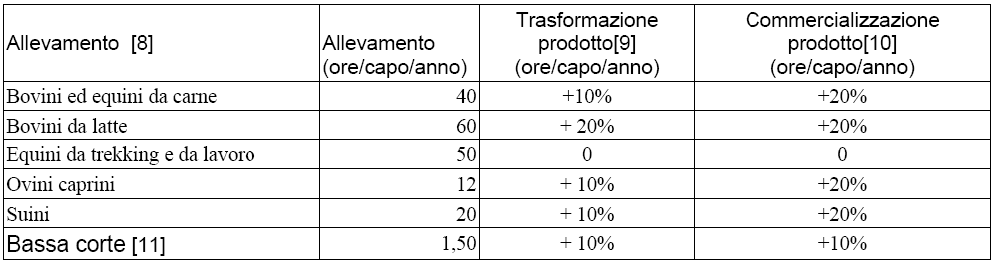 Allevamento [8] Allevamento (ore/capo/anno) Trasformazione prodotto[9] (ore/capo/anno) Commercializzazione prodotto[10] (ore/capo/anno)
Bovini ed equini da carne 40 +10% +20%
Bovini da latte 60 + 20% +20%
Equini da trekking e da lavoro 50 0 0
Ovini caprini 12 + 10% +20%
Suini 20 + 10% +20%
Bassa corte [11] 1,50 + 10% +10%